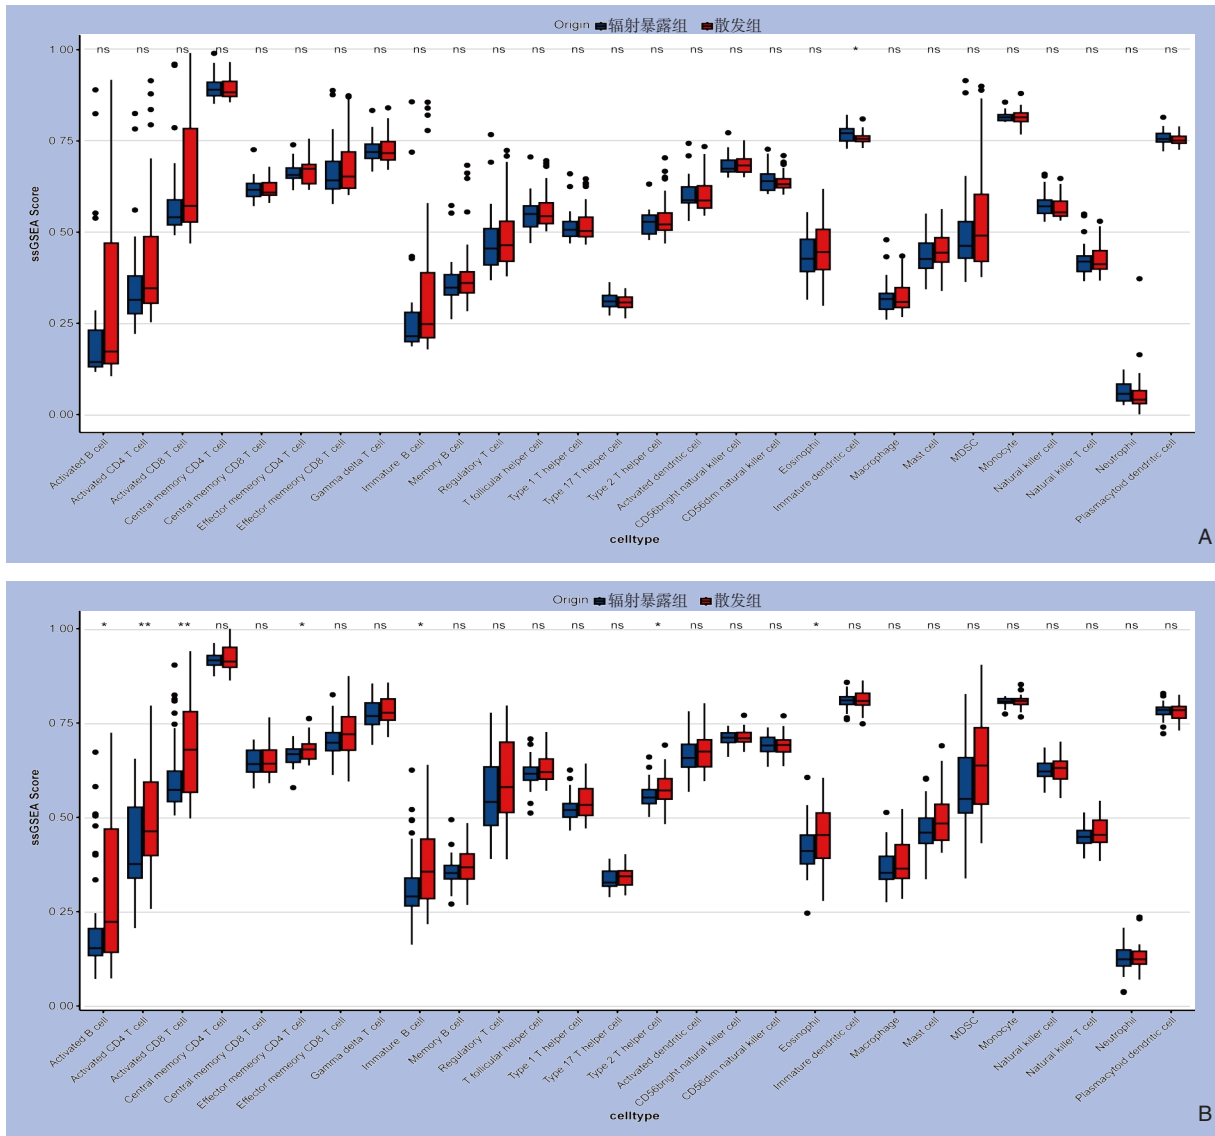 Origin 辐射暴露组 散发组
ns ns ns ns ns ns ns ns ns ns ns ns ns ns ns ns ns ns ns * ns ns ns ns ns ns ns ns
1.00
0.75
0.50
0.25
0.00
ssGSEA Score
Activated B cell
Activated CD4 T cell
Activated CD8 T cell
Central memory CD4 T cell
Central memory CD8 T cell
Effector memory CD4 T cell
Effector memory CD8 T cell
Gamma delta T cell
Immature B cell
Memory B cell
Regulatory T cell
T follicular helper cell
Type 1 T helper cell
Type 17 T helper cell
Type 2 T helper cell
Activated dendritic cell
CD56bright natural killer cell
CD56dim natural killer cell
Eosinophil
Immature dendritic cell
Macrophage
Mast cell
MDSC
Monocyte
Natural killer cell
Natural killer T cell
Neutrophil
Plasmacytoid dendritic cell
celltype
A
Origin 辐射暴露组 散发组
* ** ** ns ns * ns ns * ns ns ns ns ns * ns ns ns * ns ns ns ns ns ns ns ns ns
1.00
0.75
0.50
0.25
0.00
ssGSEA Score
Activated B cell
Activated CD4 T cell
Activated CD8 T cell
Central memory CD4 T cell
Central memory CD8 T cell
Effector memory CD4 T cell
Effector memory CD8 T cell
Gamma delta T cell
Immature B cell
Memory B cell
Regulatory T cell
T follicular helper cell
Type 1 T helper cell
Type 17 T helper cell
Type 2 T helper cell
Activated dendritic cell
CD56bright natural killer cell
CD56dim natural killer cell
Eosinophil
Immature dendritic cell
Macrophage
Mast cell
MDSC
Monocyte
Natural killer cell
Natural killer T cell
Neutrophil
Plasmacytoid dendritic cell
celltype
B